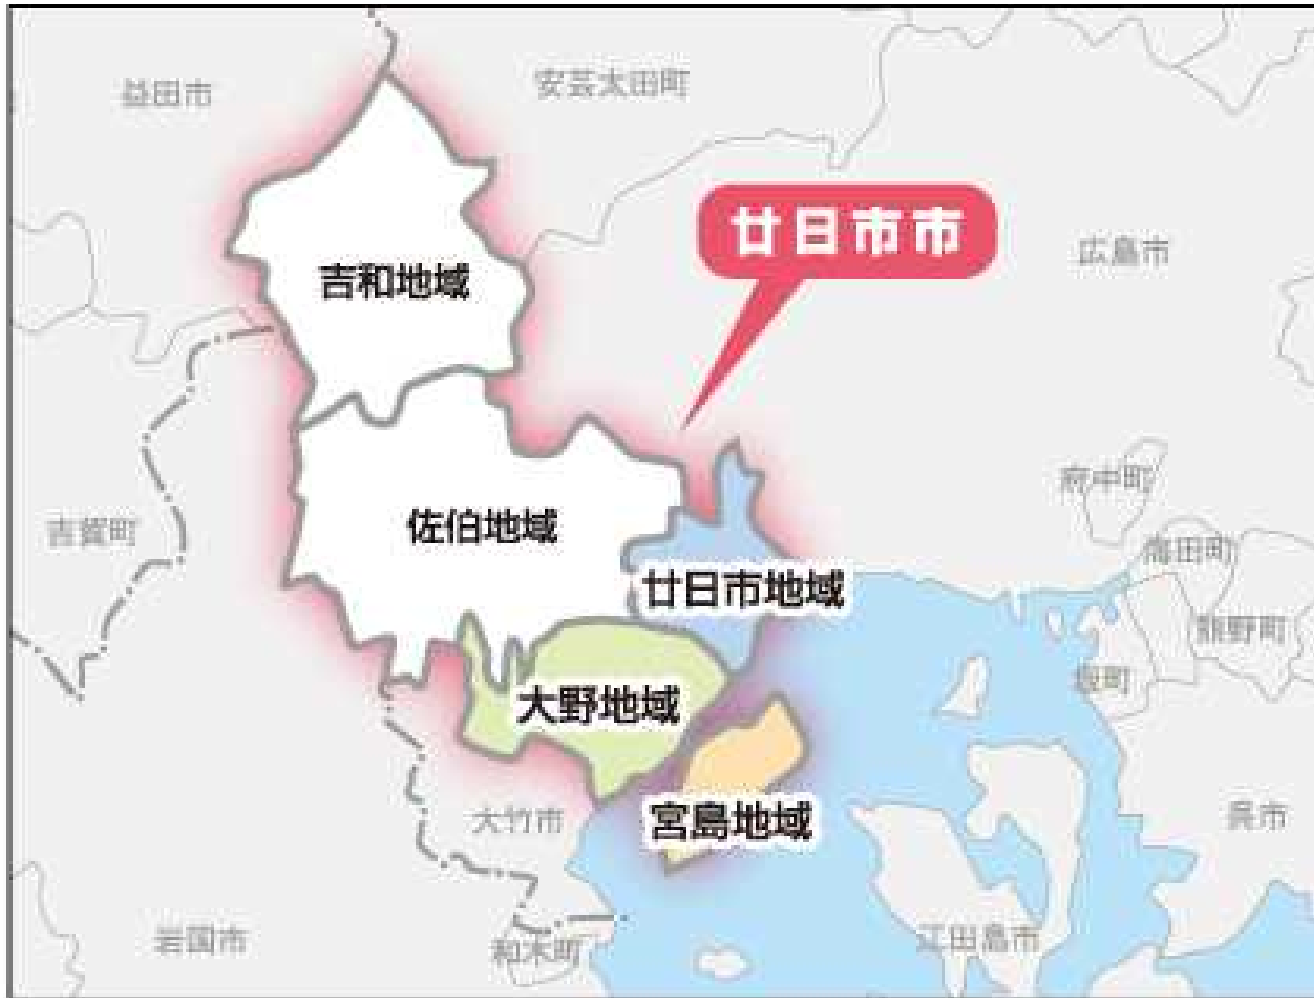 益田市
安芸太田町
廿日市市
広島市
吉和地域
府中町
佐伯地域
吉賀町
海田町
廿日市地域
熊野町
坂町
大野地域
大竹市
宮島地域
呉市
岩国市
和木町
江田島市